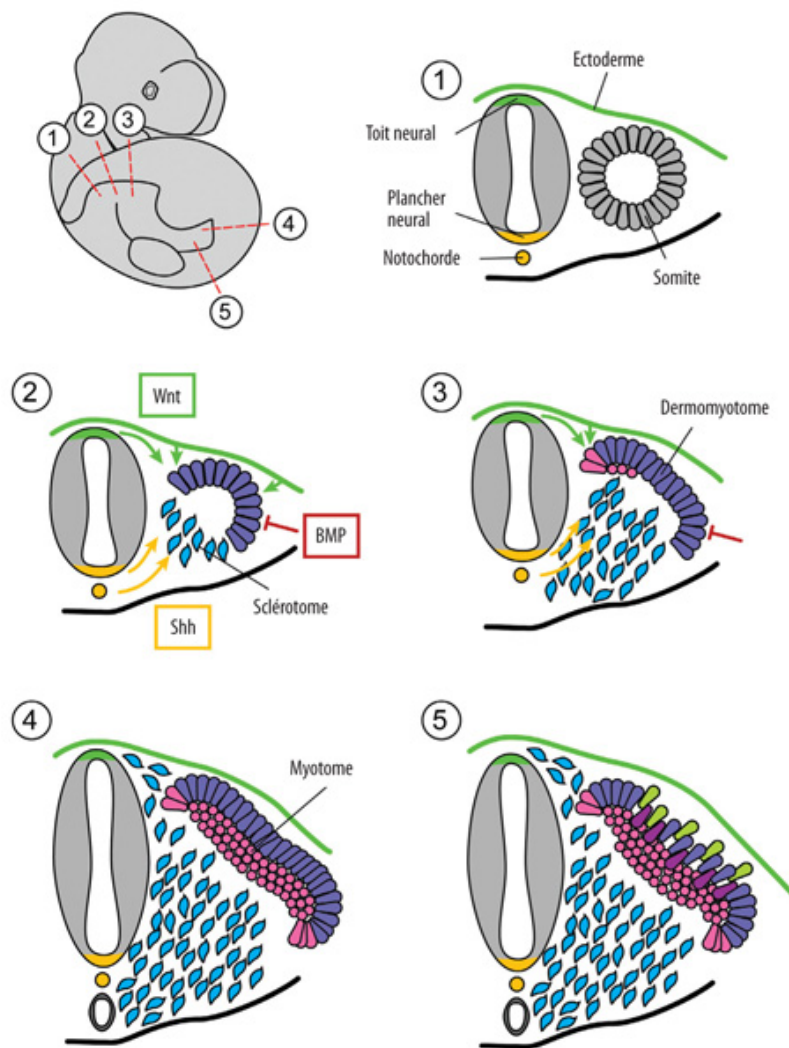 1
2
3
4
5
1
Ectoderme
Toit neural
Plancher
neural
Notochorde
Somite
2
Wnt
BMP
Sclérotome
Shh
3
Dermomyotome
4
Myotome
5